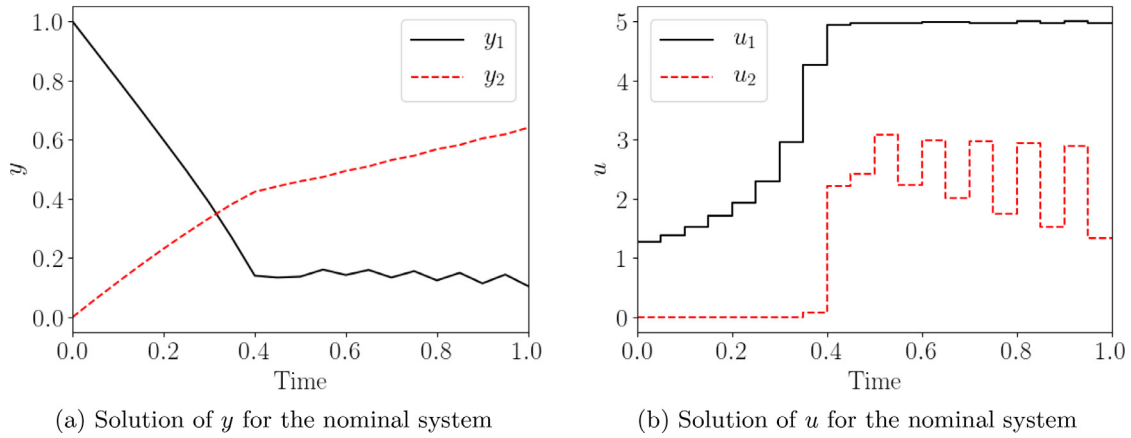 1.0
0.8
0.6
0.4
0.2
0.0
y
y₁
y₂
0.0 0.2 0.4 0.6 0.8 1.0
Time
(a) Solution of y for the nominal system
5
4
3
2
1
0
u
u₁
u₂
0.0 0.2 0.4 0.6 0.8 1.0
Time
(b) Solution of u for the nominal system